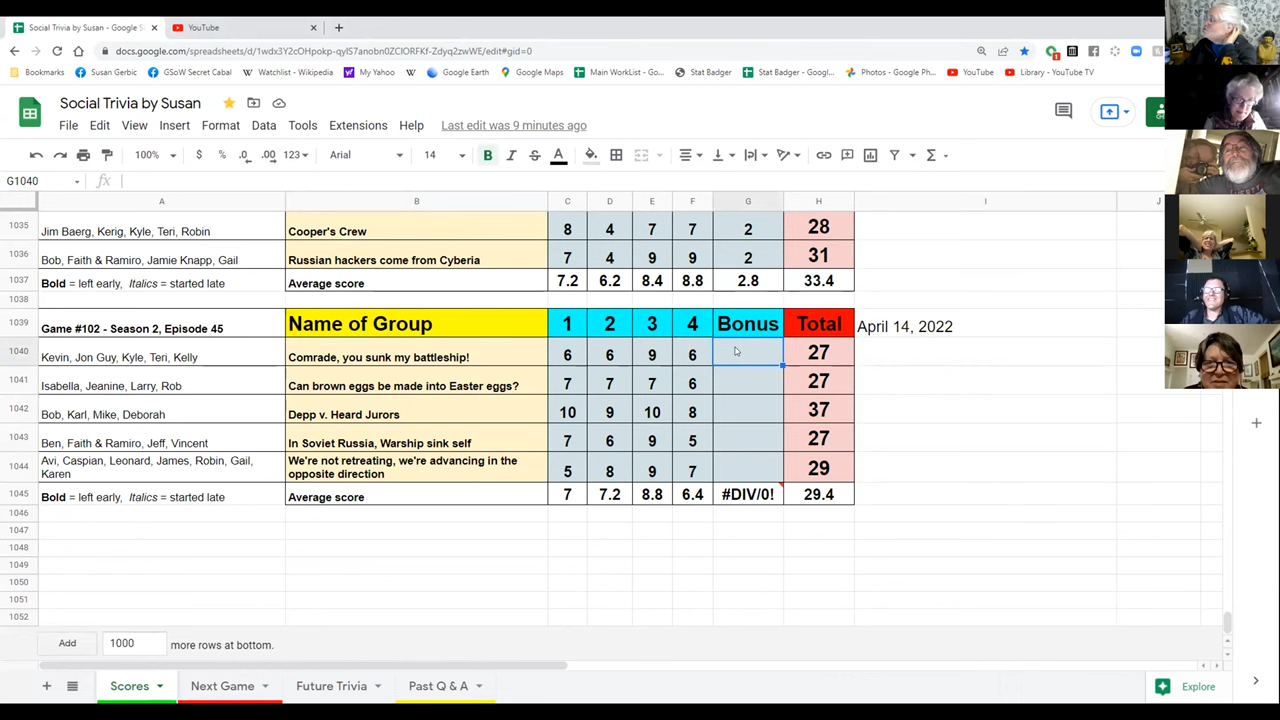 Social Trivia by Susan - Google S
YouTube
docs.google.com/spreadsheets/d/1wdx3Y2cOHpokp-qyIS7anobn0ZClORFKf-Zdyq2zzwWE/edit#gid=0
Bookmarks Susan Gerbic GSoW Secret Cabal Watchlist - Wikipedia My Yahoo Google Earth Google Maps Main WorkList - Go... Stat Badger Stat Badger - Googl... Photos - Google Ph... YouTube Library - YouTube TV
Social Trivia by Susan
File Edit View Insert Format Data Tools Extensions Help Last edit was 9 minutes ago
100% $ % .0 .00 123 Arial 14 B I S A
G1040 fx
A B C D E F G H I J
1035 Jim Baerg, Kerig, Kyle, Teri, Robin Cooper's Crew 8 4 7 7 2 28
1036 Bob, Faith & Ramiro, Jamie Knapp, Gail Russian hackers come from Cyberia 7 4 9 9 2 31
1037 Bold = left early, Italics = started late Average score 7.2 6.2 8.4 8.8 2.8 33.4
1038
1039 Game #102 - Season 2, Episode 45 Name of Group 1 2 3 4 Bonus Total April 14, 2022
1040 Kevin, Jon Guy, Kyle, Teri, Kelly Comrade, you sunk my battleship! 6 6 9 6 27
1041 Isabella, Jeanine, Larry, Rob Can brown eggs be made into Easter eggs? 7 7 7 6 27
1042 Bob, Karl, Mike, Deborah Depp v. Heard Jurors 10 9 10 8 37
1043 Ben, Faith & Ramiro, Jeff, Vincent In Soviet Russia, Warship sink self 7 6 9 5 27
1044 Avi, Caspian, Leonard, James, Robin, Gail, We're not retreating, we're advancing in the 5 8 9 7 29
Karen opposite direction
1045 Bold = left early, Italics = started late Average score 7 7.2 8.8 6.4 #DIV/0! 29.4
1046
1047
1048
1049
1050
1051
1052
Add 1000 more rows at bottom.
Scores Next Game Future Trivia Past Q & A Explore